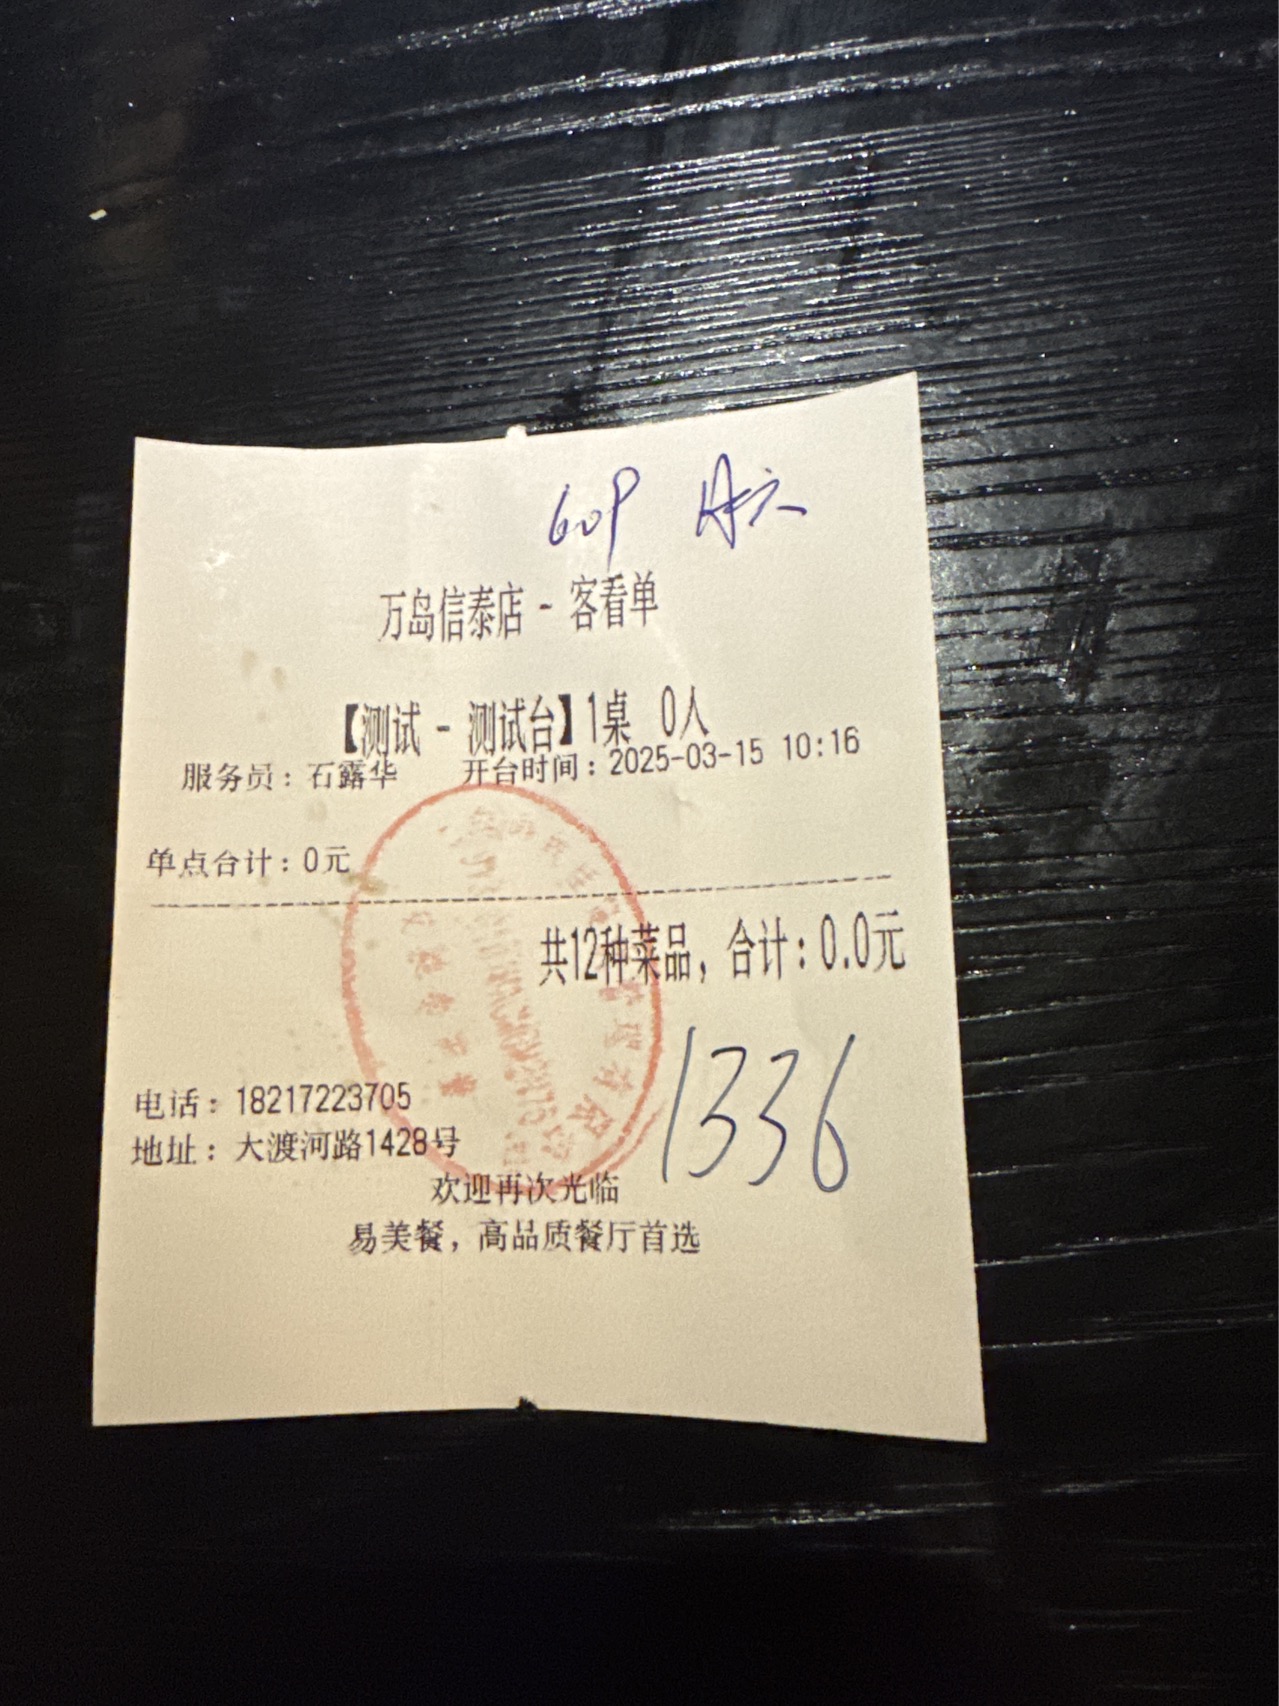 万岛信泰店 - 客看单
【测试 - 测试台】1桌 0人
服务员：石露华 开台时间：2025-03-15 10:16
单点合计：0元
共12种菜品，合计：0.0元
1336
电话：18217223705
地址：大渡河路1428号
欢迎再次光临
易美餐，高品质餐厅首选